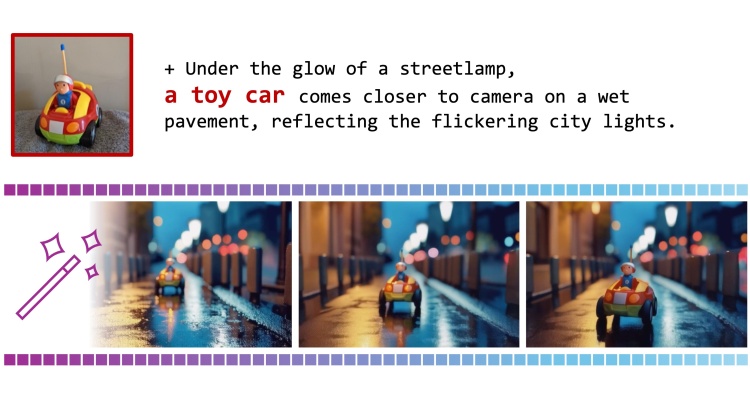 + Under the glow of a streetlamp,
a toy car comes closer to camera on a wet
pavement, reflecting the flickering city lights.